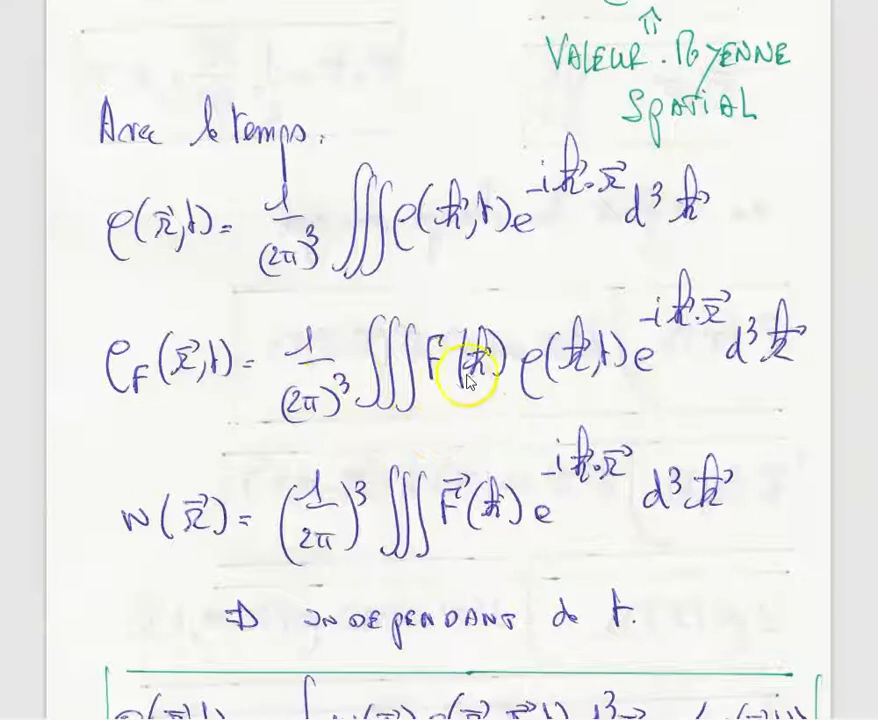 VALEUR. MOYENNE
SPATIAL
Avec le temps.
ρ(r⃗,t) = 1/(2π)³ ∭ ρ(k⃗,t) e^{-ik⃗·r⃗} d³k⃗
ρ_F(r⃗,t) = 1/(2π)³ ∭ F(k⃗) ρ(k⃗,t) e^{-ik⃗·r⃗} d³k⃗
w(r⃗) = (1/2π)³ ∭ F⃗(k⃗) e^{-ik⃗·r⃗} d³k⃗
⇒ INDEPENDANT de t.